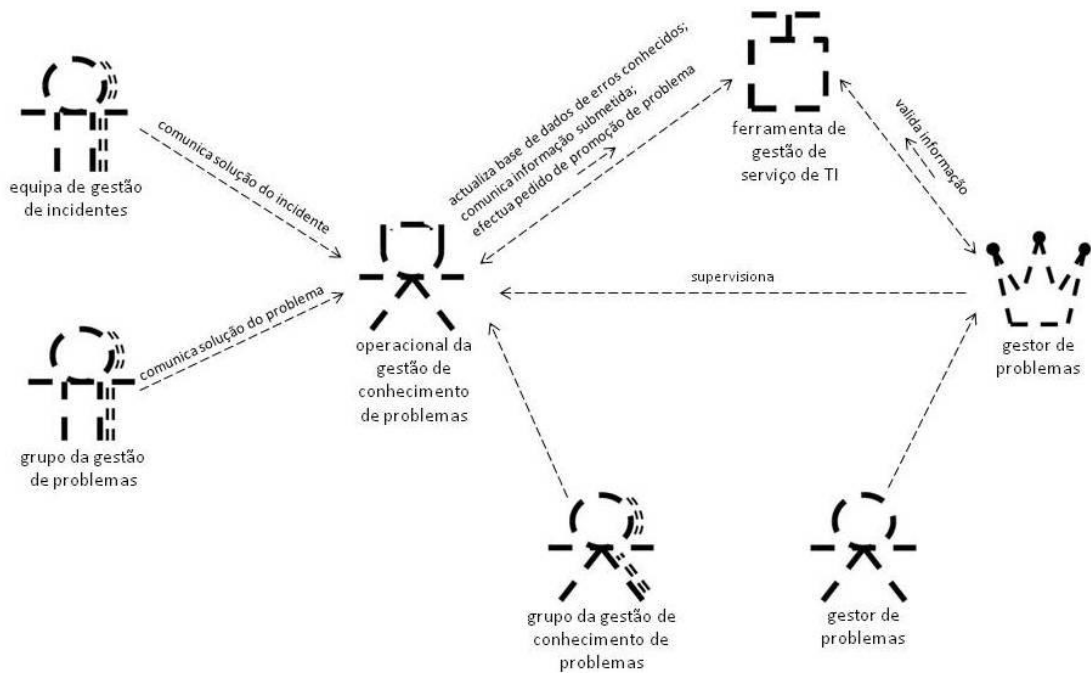 equipa de gestão
de incidentes
comunica solução do incidente
grupo da gestão
de problemas
comunica solução do problema
operacional da
gestão de
conhecimento
de problemas
actualiza base de dados de erros conhecidos;
comunica informação submetida;
efectua pedido de promoção de problema
ferramenta de
gestão de
serviço de TI
valida informação
supervisiona
gestor de
problemas
grupo da gestão de
conhecimento de
problemas
gestor de
problemas